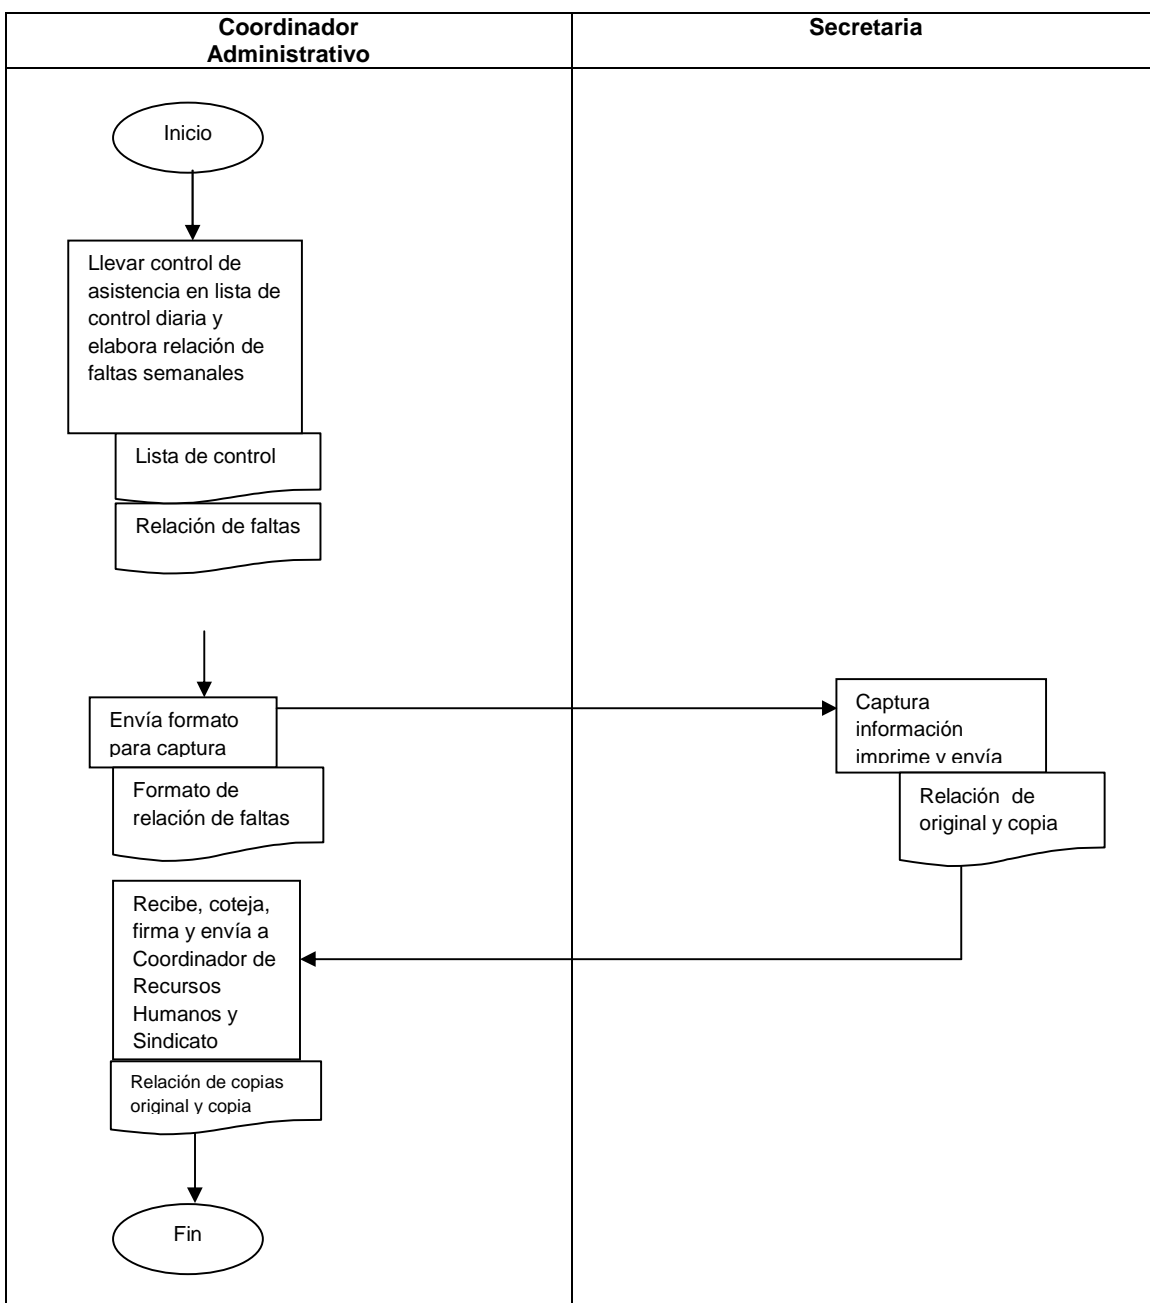 Coordinador
Administrativo
Secretaria
Inicio
Llevar control de
asistencia en lista de
control diaria y
elabora relación de
faltas semanales
Lista de control
Relación de faltas
Envía formato
para captura
Captura
información
imprime y envía
Formato de
relación de faltas
Relación de
original y copia
Recibe, coteja,
firma y envía a
Coordinador de
Recursos
Humanos y
Sindicato
Relación de copias
original y copia
Fin